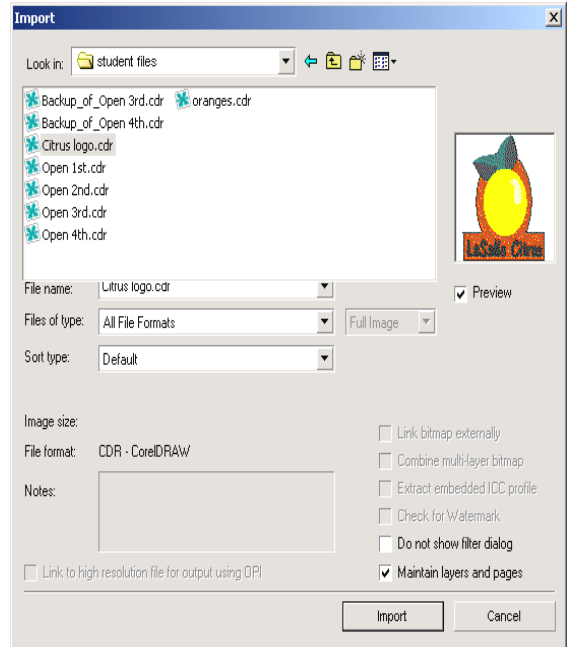 Import
Look in: student files
Backup_of_Open 3rd.cdr oranges.cdr
Backup_of_Open 4th.cdr
Citrus logo.cdr
Open 1st.cdr
Open 2nd.cdr
Open 3rd.cdr
Open 4th.cdr
LaSalle Citrus
File name: Citrus logo.cdr
Preview
Files of type: All File Formats Full Image
Sort type: Default
Image size:
Link bitmap externally
File format: CDR - CorelDRAW
Combine multi-layer bitmap
Notes:
Extract embedded ICC profile
Check for Watermark
Do not show filter dialog
Link to high resolution file for output using OPI
Maintain layers and pages
Import Cancel